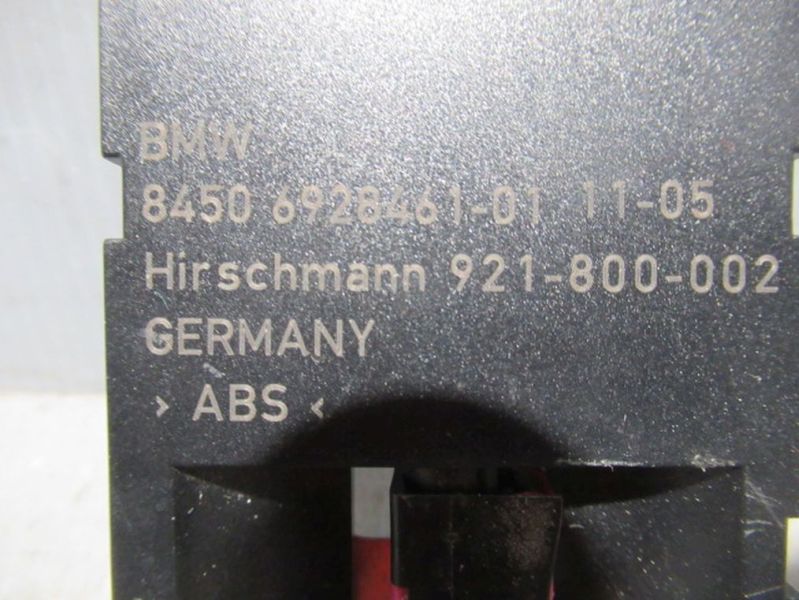 BMW
8450 6928461-01 11-05
Hirschmann 921-800-002
GERMANY
> ABS <